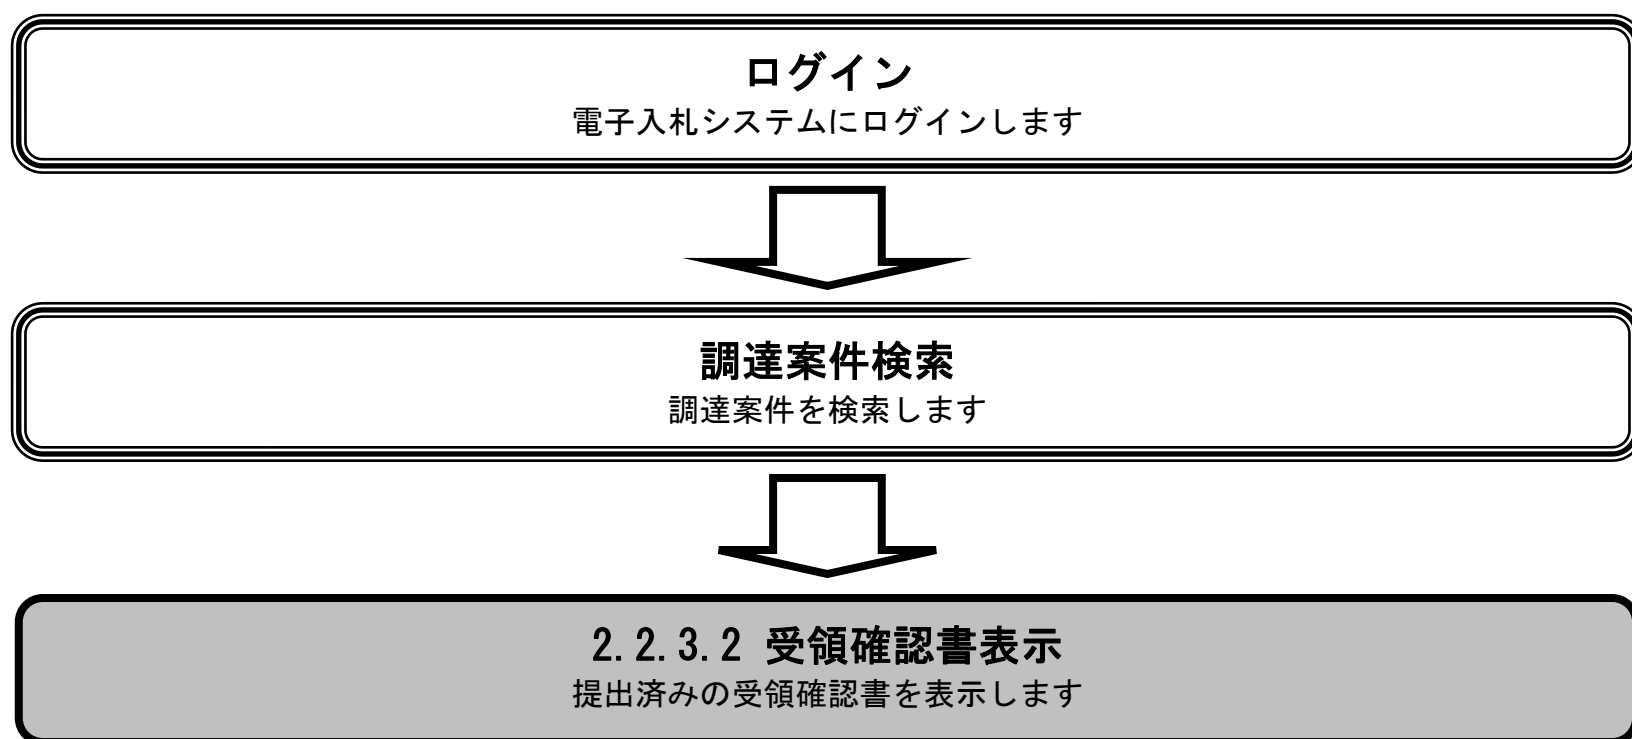 ログイン
電子入札システムにログインします
調達案件検索
調達案件を検索します
2.2.3.2 受領確認書表示
提出済みの受領確認書を表示します